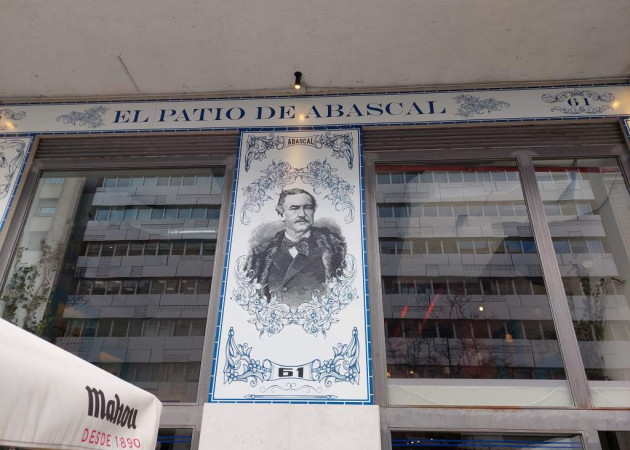 EL PATIO DE ABASCAL
61
ABASCAL
61
Mahou
DESDE 1890